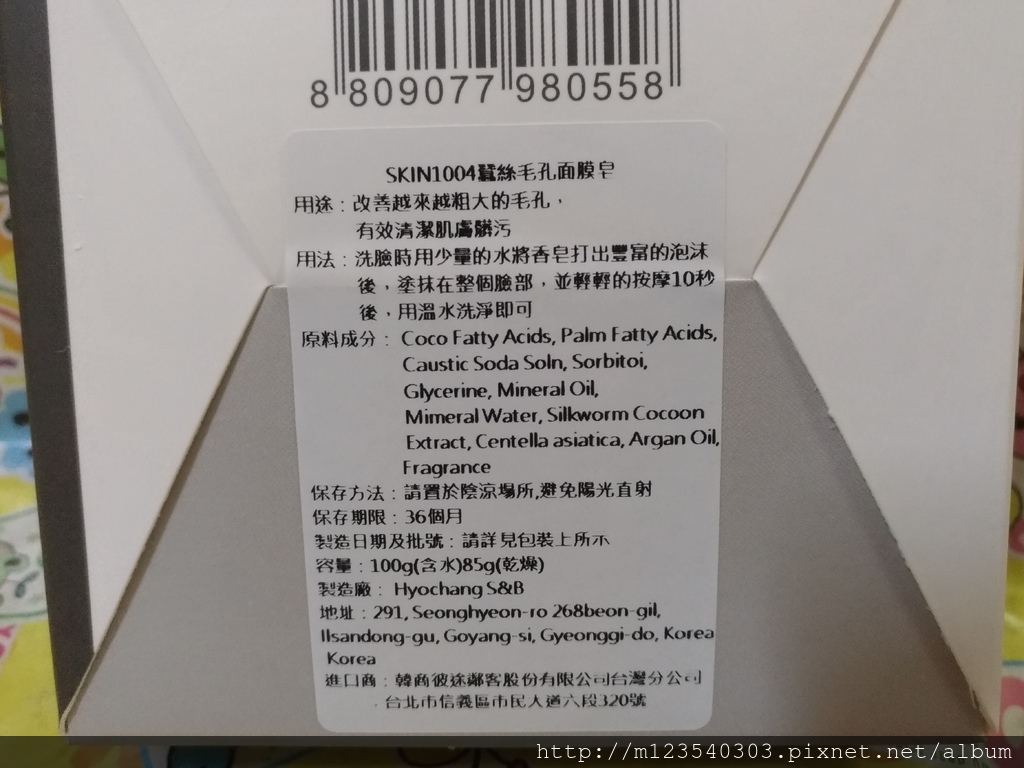 8 809077 980558
SKIN1004蠶絲毛孔面膜皂
用途：改善越來越粗大的毛孔，
有效清潔肌膚髒污
用法：洗臉時用少量的水將香皂打出豐富的泡沫
後，塗抹在整個臉部，並輕輕的按摩10秒
後，用溫水洗淨即可
原料成分：Coco Fatty Acids, Palm Fatty Acids,
Caustic Soda Soln, Sorbitoi,
Glycerine, Mineral Oil,
Mimeral Water, Silkworm Cocoon
Extract, Centella asiatica, Argan Oil,
Fragrance
保存方法：請置於陰涼場所,避免陽光直射
保存期限：36個月
製造日期及批號：請詳見包裝上所示
容量：100g(含水)85g(乾燥)
製造廠：Hyochang S&B
地址：291, Seonghyeon-ro 268beon-gil,
Ilsandong-gu, Goyang-si, Gyeonggi-do, Korea
Korea
進口商：韓商彼途鄰客股份有限公司台灣分公司
台北市信義區市民大道六段320號
http://m123540303.pixnet.net/album